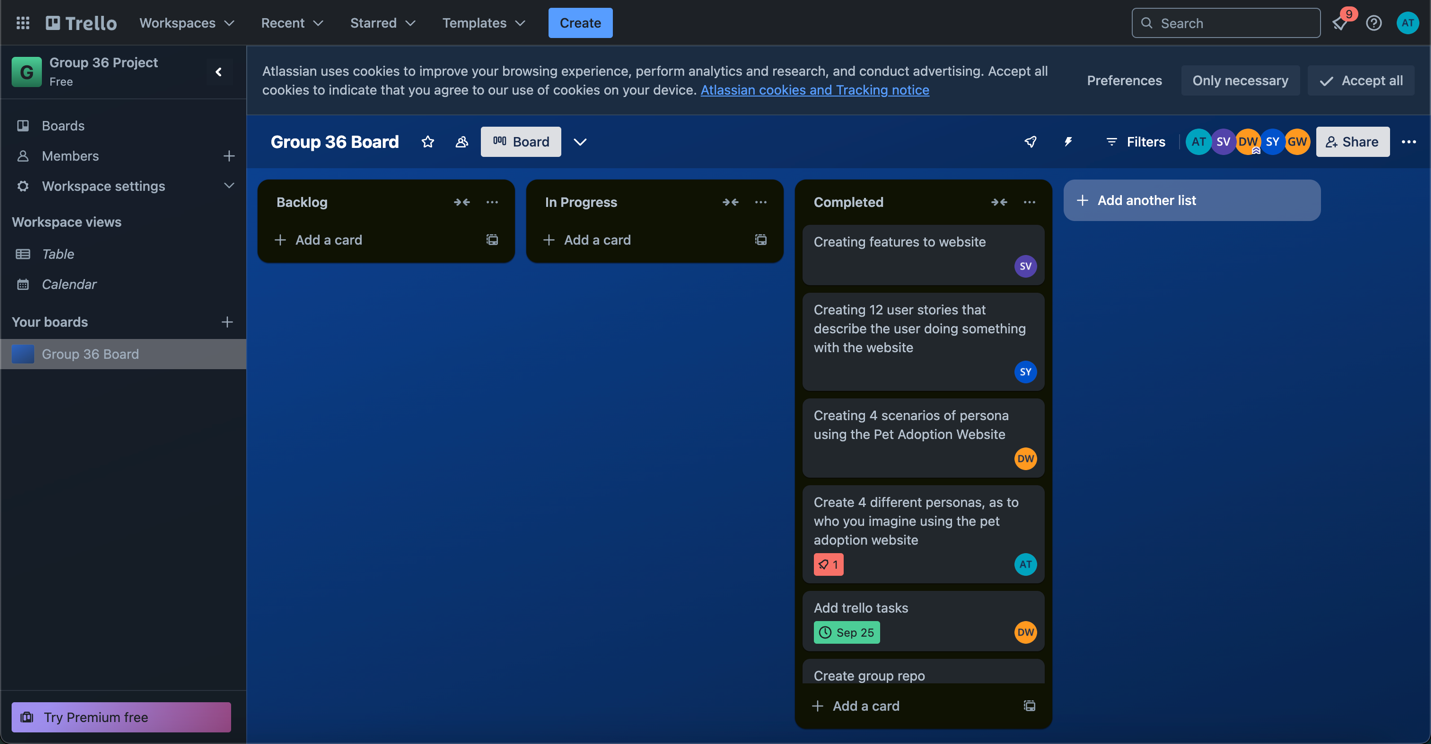 Trello
Workspaces
Recent
Starred
Templates
Create
Search
9
AT
G
Group 36 Project
Free
Boards
Members
Workspace settings
Workspace views
Table
Calendar
Your boards
Group 36 Board
Try Premium free
Atlassian uses cookies to improve your browsing experience, perform analytics and research, and conduct advertising. Accept all
cookies to indicate that you agree to our use of cookies on your device. Atlassian cookies and Tracking notice
Preferences
Only necessary
Accept all
Group 36 Board
Board
Filters
AT
SV
DW
SY
GW
Share
Backlog
Add a card
In Progress
Add a card
Completed
Creating features to website
SV
Creating 12 user stories that
describe the user doing something
with the website
SY
Creating 4 scenarios of persona
using the Pet Adoption Website
DW
Create 4 different personas, as to
who you imagine using the pet
adoption website
1
AT
Add trello tasks
Sep 25
DW
Create group repo
Add a card
Add another list